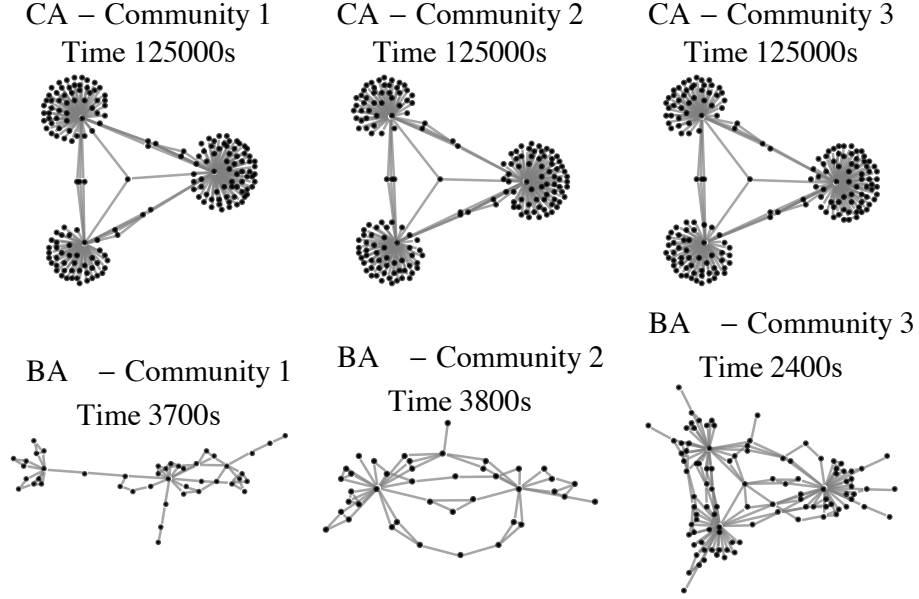 CA – Community 1
Time 125000s
CA – Community 2
Time 125000s
CA – Community 3
Time 125000s
BA – Community 1
Time 3700s
BA – Community 2
Time 3800s
BA – Community 3
Time 2400s